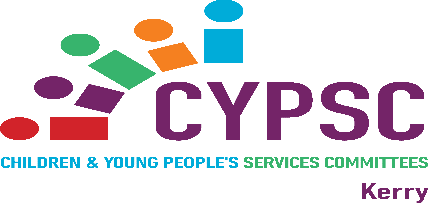 CYPSC
CHILDREN & YOUNG PEOPLE'S SERVICES COMMITTEES
Kerry